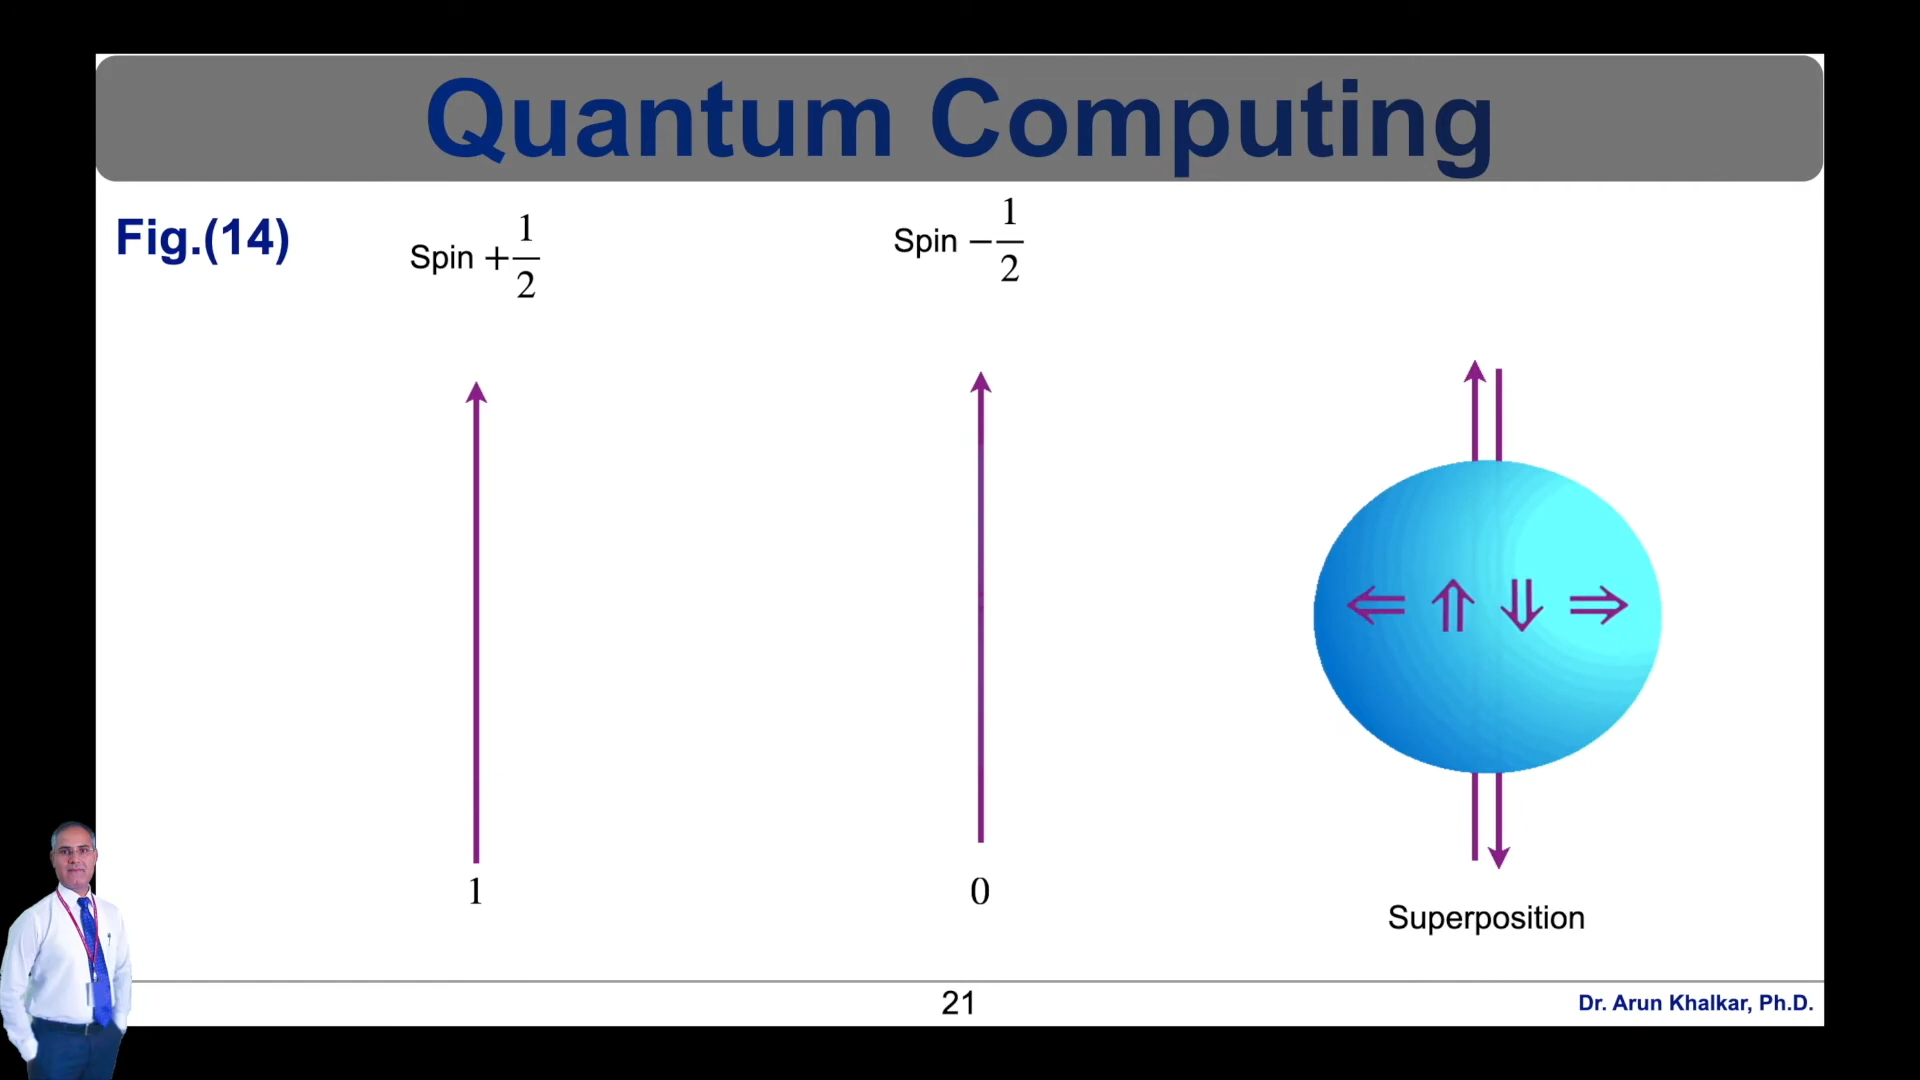 Quantum Computing
Fig.(14)
Spin +1/2
Spin −1/2
⇐ ⇑ ⇓ ⇒
1
0
Superposition
21
Dr. Arun Khalkar, Ph.D.